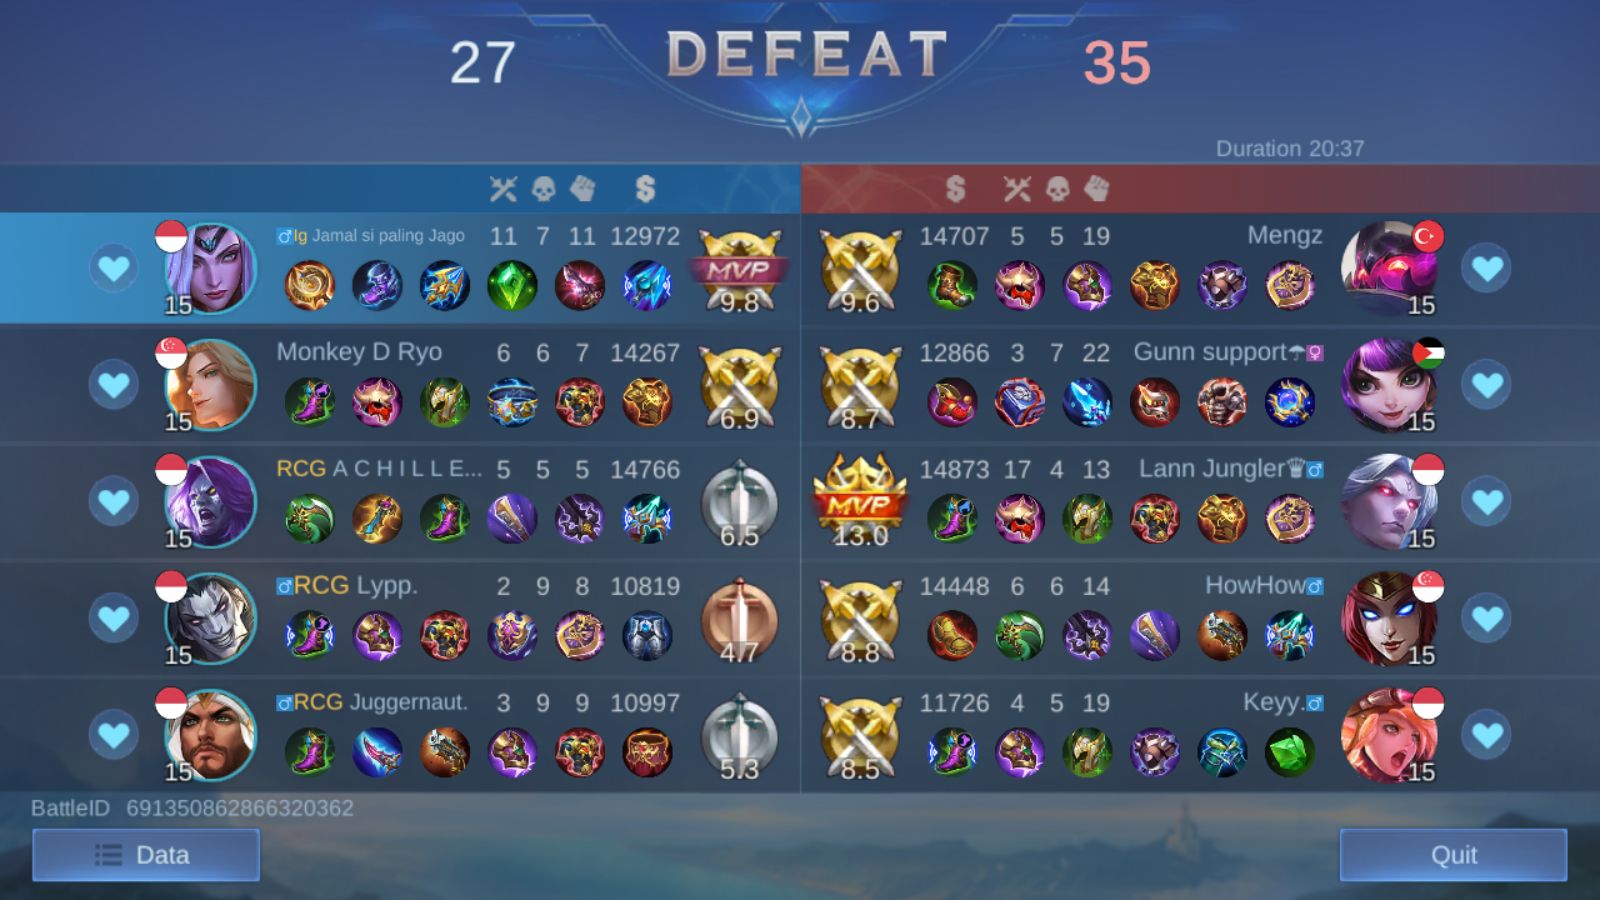 27 DEFEAT 35
Duration 20:37
lg Jamal si paling Jago 11 7 11 12972 MVP 9.8
15
Monkey D Ryo 6 6 7 14267 6.9
15
RCG A C H I L L E... 5 5 5 14766 6.5
15
RCG Lypp. 2 9 8 10819 4.7
15
RCG Juggernaut. 3 9 9 10997 5.3
15
9.6 14707 5 5 19 Mengz
15
8.7 12866 3 7 22 Gunn support
15
MVP 13.0 14873 17 4 13 Lann Jungler
15
8.8 14448 6 6 14 HowHow
15
8.5 11726 4 5 19 Keyy.
15
BattleID 691350862866320362
Data
Quit